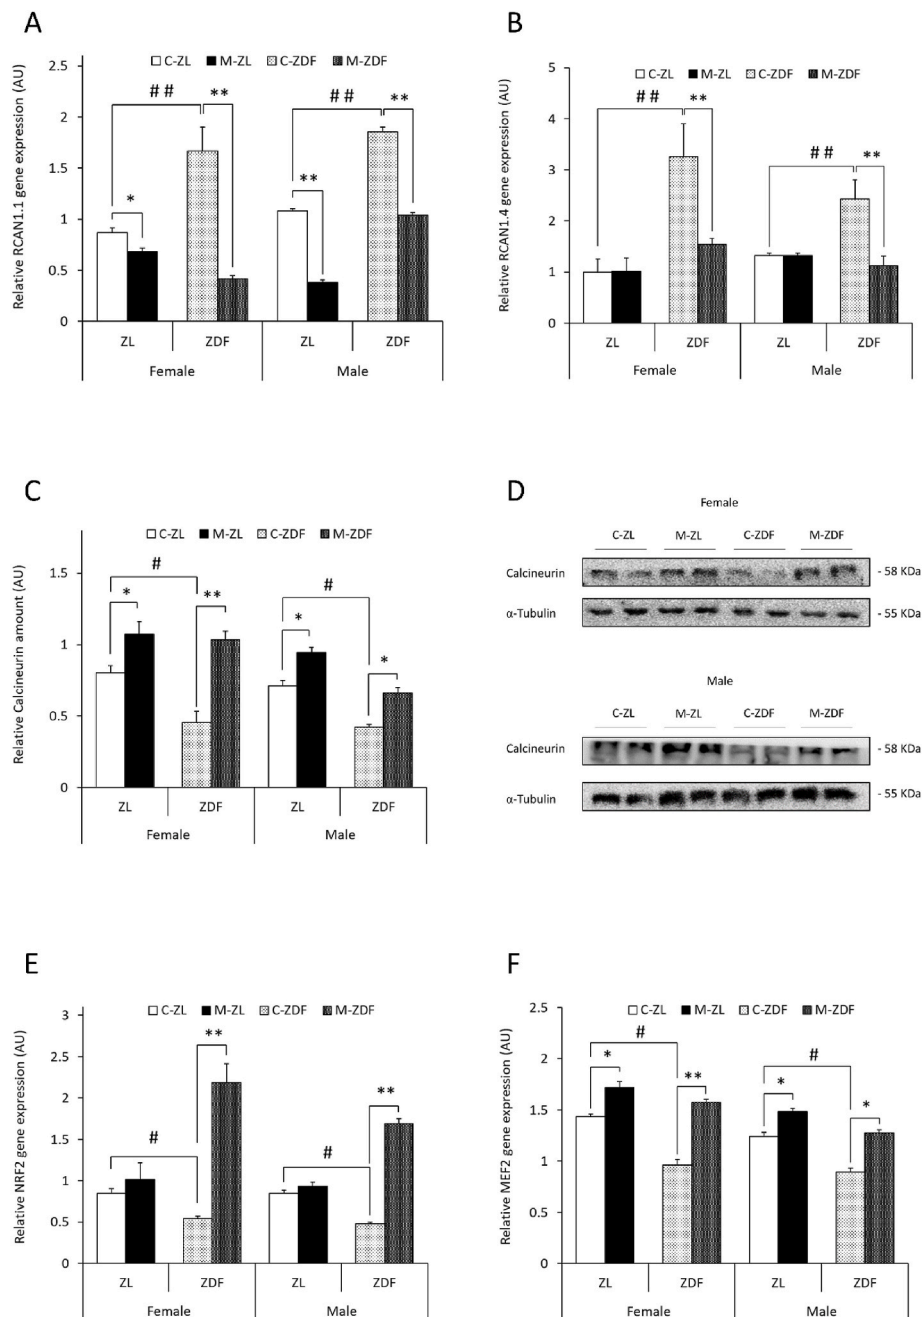 A
C-ZL M-ZL C-ZDF M-ZDF
Relative RCAN1.1 gene expression (AU)
2.5
2
1.5
1
0.5
0
*
# #
**
**
# #
**
ZL ZDF ZL ZDF
Female Male
B
C-ZL M-ZL C-ZDF M-ZDF
Relative RCAN1.4 gene expression (AU)
5
4
3
2
1
0
# #
**
# #
**
ZL ZDF ZL ZDF
Female Male
C
C-ZL M-ZL C-ZDF M-ZDF
Relative Calcineurin amount (AU)
1.5
1
0.5
0
#
*
**
#
*
*
ZL ZDF ZL ZDF
Female Male
D
Female
C-ZL M-ZL C-ZDF M-ZDF
Calcineurin - 58 KDa
α-Tubulin - 55 KDa
Male
C-ZL M-ZL C-ZDF M-ZDF
Calcineurin - 58 KDa
α-Tubulin - 55 KDa
E
C-ZL M-ZL C-ZDF M-ZDF
Relative NRF2 gene expression (AU)
3
2.5
2
1.5
1
0.5
0
#
**
#
**
ZL ZDF ZL ZDF
Female Male
F
C-ZL M-ZL C-ZDF M-ZDF
Relative MEF2 gene expression (AU)
2.5
2
1.5
1
0.5
0
#
*
**
#
*
*
ZL ZDF ZL ZDF
Female Male